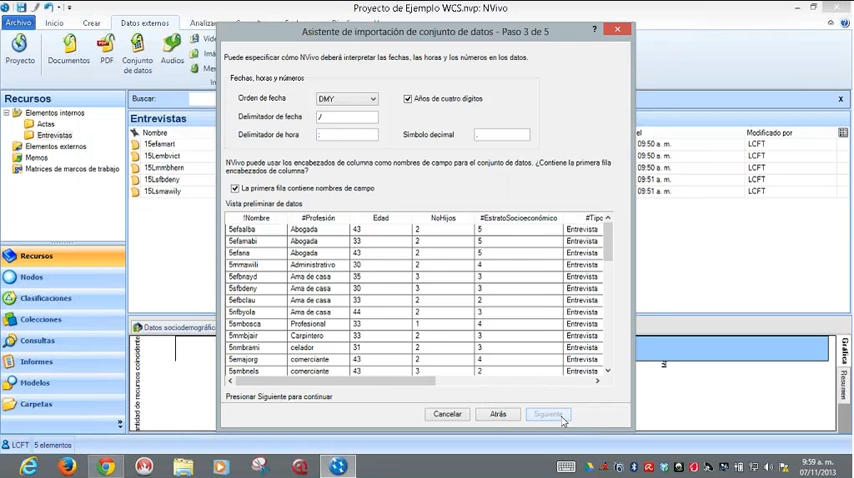 Proyecto de Ejemplo WCS.nvp: NVivo
Archivo Inicio Crear Datos externos Analizar
Proyecto Documentos PDF Conjunto de datos Audios
Asistente de importación de conjunto de datos - Paso 3 de 5
Puede especificar cómo NVivo deberá interpretar las fechas, las horas y los números en los datos.
Fechas, horas y números
Orden de fecha DMY Años de cuatro dígitos
Delimitador de fecha /
Delimitador de hora : Símbolo decimal .
NVivo puede usar los encabezados de columna como nombres de campo para el conjunto de datos. ¿Contiene la primera fila
encabezados de columna?
La primera fila contiene nombres de campo
Vista preliminar de datos
!Nombre #Profesión Edad NoHijos #EstratoSocioeconómico #Tipo
5efaalba Abogada 43 2 5 Entrevista
5efamabi Abogada 33 2 5 Entrevista
5efana Abogada 43 2 5 Entrevista
5mmawili Administrativo 30 2 4 Entrevista
5efbnayd Ama de casa 35 3 3 Entrevista
5sfbdeny Ama de casa 30 3 3 Entrevista
5efbclau Ama de casa 33 2 2 Entrevista
5nfbyola Ama de casa 44 2 3 Entrevista
5smbosca Profesional 33 1 4 Entrevista
5mmbjair Carpintero 33 2 3 Entrevista
5nmbrami celador 31 2 3 Entrevista
5emajorg comerciante 43 2 4 Entrevista
5smbnels comerciante 43 3 2 Entrevista
Presionar Siguiente para continuar
Cancelar Atrás Siguiente
Recursos
Elementos internos
Actas
Entrevistas
Elementos externos
Memos
Matrices de marcos de trabajo
Recursos
Nodos
Clasificaciones
Colecciones
Consultas
Informes
Modelos
Carpetas
Buscar:
Entrevistas
Nombre
15efamart
15Lembvict
15Lmmbhern
15Lsfbdeny
15Lsmawily
Modificado por
09:50 a. m. LCFT
09:50 a. m. LCFT
09:50 a. m. LCFT
09:51 a. m. LCFT
09:51 a. m. LCFT
Datos sociodemográfic
antidad de recursos coincidente
Gráfica
Resumen
LCFT 5 elementos
9:59 a. m.
07/11/2013